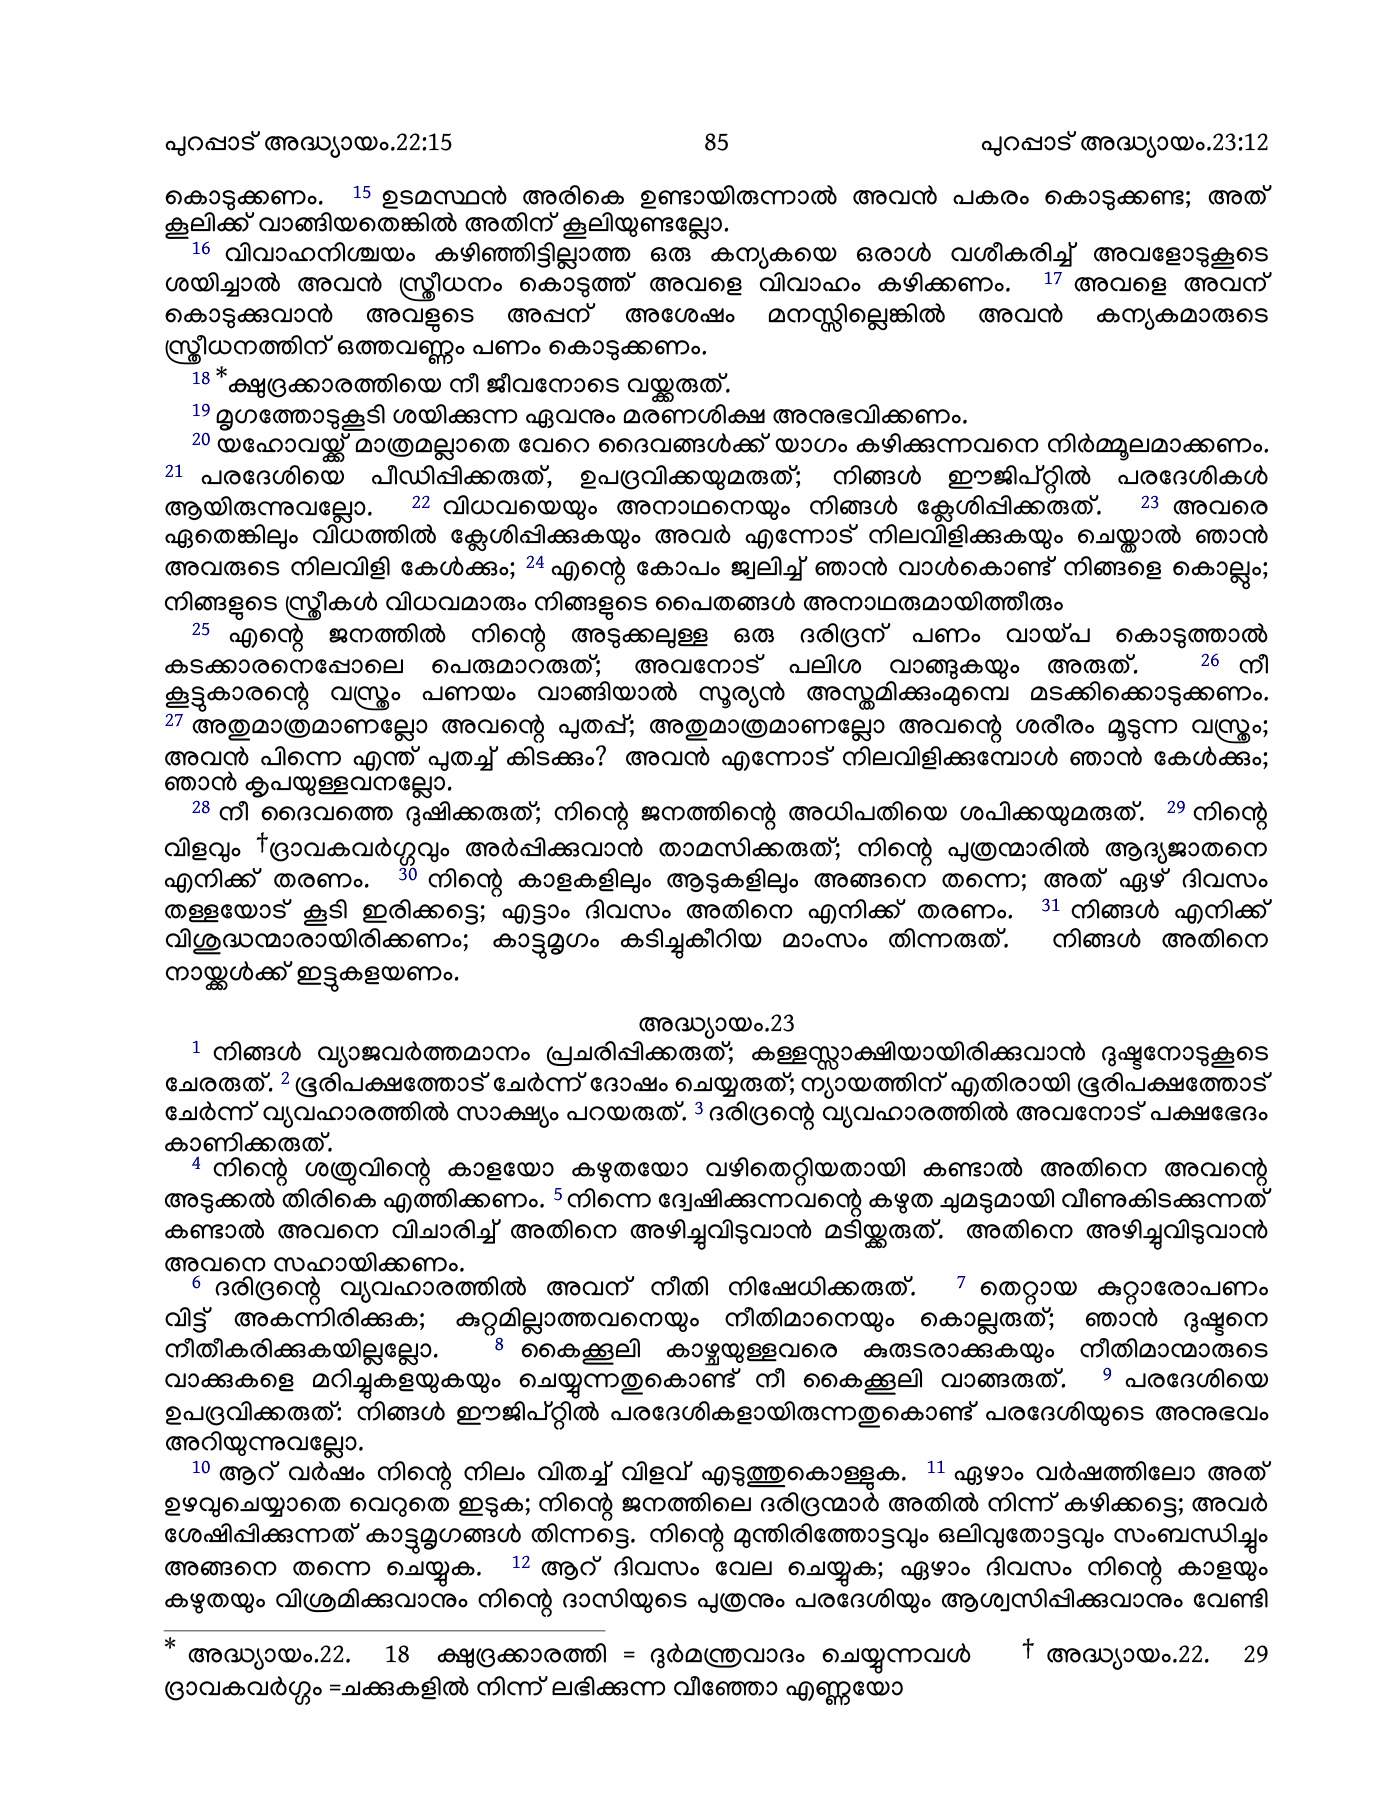 പുറപ്പാട് അദ്ധ്യായം.22:15 85 പുറപ്പാട് അദ്ധ്യായം.23:12
കൊടുക്കണം. 15 ഉടമസ്ഥൻ അരികെ ഉണ്ടായിരുന്നാൽ അവൻ പകരം കൊടുക്കണ്ട; അത്
കൂലിക്ക് വാങ്ങിയതെങ്കിൽ അതിന് കൂലിയുണ്ടല്ലോ.
16 വിവാഹനിശ്ചയം കഴിഞ്ഞിട്ടില്ലാത്ത ഒരു കന്യകയെ ഒരാൾ വശീകരിച്ച് അവളോടുകൂടെ
ശയിച്ചാൽ അവൻ സ്ത്രീധനം കൊടുത്ത് അവളെ വിവാഹം കഴിക്കണം. 17 അവളെ അവന്
കൊടുക്കുവാൻ അവളുടെ അപ്പന് അശേഷം മനസ്സില്ലെങ്കിൽ അവൻ കന്യകമാരുടെ
സ്ത്രീധനത്തിന് ഒത്തവണ്ണം പണം കൊടുക്കണം.
18 *ക്ഷുദ്രക്കാരത്തിയെ നീ ജീവനോടെ വയ്ക്കരുത്.
19 മൃഗത്തോടുകൂടി ശയിക്കുന്ന ഏവനും മരണശിക്ഷ അനുഭവിക്കണം.
20 യഹോവയ്ക്ക് മാത്രമല്ലാതെ വേറെ ദൈവങ്ങൾക്ക് യാഗം കഴിക്കുന്നവനെ നിർമ്മൂലമാക്കണം.
21 പരദേശിയെ പീഡിപ്പിക്കരുത്, ഉപദ്രവിക്കയുമരുത്; നിങ്ങൾ ഈജിപ്റ്റിൽ പരദേശികൾ
ആയിരുന്നുവല്ലോ. 22 വിധവയെയും അനാഥനെയും നിങ്ങൾ ക്ലേശിപ്പിക്കരുത്. 23 അവരെ
ഏതെങ്കിലും വിധത്തിൽ ക്ലേശിപ്പിക്കുകയും അവർ എന്നോട് നിലവിളിക്കുകയും ചെയ്താൽ ഞാൻ
അവരുടെ നിലവിളി കേൾക്കും; 24 എന്റെ കോപം ജ്വലിച്ച് ഞാൻ വാൾകൊണ്ട് നിങ്ങളെ കൊല്ലും;
നിങ്ങളുടെ സ്ത്രീകൾ വിധവമാരും നിങ്ങളുടെ പൈതങ്ങൾ അനാഥരുമായിത്തീരും
25 എന്റെ ജനത്തിൽ നിന്റെ അടുക്കലുള്ള ഒരു ദരിദ്രന് പണം വായ്പ കൊടുത്താൽ
കടക്കാരനെപ്പോലെ പെരുമാറരുത്; അവനോട് പലിശ വാങ്ങുകയും അരുത്. 26 നീ
കൂട്ടുകാരന്റെ വസ്ത്രം പണയം വാങ്ങിയാൽ സൂര്യൻ അസ്തമിക്കുംമുമ്പെ മടക്കിക്കൊടുക്കണം.
27 അതുമാത്രമാണല്ലോ അവന്റെ പുതപ്പ്; അതുമാത്രമാണല്ലോ അവന്റെ ശരീരം മൂടുന്ന വസ്ത്രം;
അവൻ പിന്നെ എന്ത് പുതച്ച് കിടക്കും? അവൻ എന്നോട് നിലവിളിക്കുമ്പോൾ ഞാൻ കേൾക്കും;
ഞാൻ കൃപയുള്ളവനല്ലോ.
28 നീ ദൈവത്തെ ദുഷിക്കരുത്; നിന്റെ ജനത്തിന്റെ അധിപതിയെ ശപിക്കയുമരുത്. 29 നിന്റെ
വിളവും †ദ്രാവകവർഗ്ഗവും അർപ്പിക്കുവാൻ താമസിക്കരുത്; നിന്റെ പുത്രന്മാരിൽ ആദ്യജാതനെ
എനിക്ക് തരണം. 30 നിന്റെ കാളകളിലും ആടുകളിലും അങ്ങനെ തന്നെ; അത് ഏഴ് ദിവസം
തള്ളയോട് കൂടി ഇരിക്കട്ടെ; എട്ടാം ദിവസം അതിനെ എനിക്ക് തരണം. 31 നിങ്ങൾ എനിക്ക്
വിശുദ്ധന്മാരായിരിക്കണം; കാട്ടുമൃഗം കടിച്ചുകീറിയ മാംസം തിന്നരുത്. നിങ്ങൾ അതിനെ
നായ്ക്കൾക്ക് ഇട്ടുകളയണം.
അദ്ധ്യായം.23
1 നിങ്ങൾ വ്യാജവർത്തമാനം പ്രചരിപ്പിക്കരുത്; കള്ളസ്സാക്ഷിയായിരിക്കുവാൻ ദുഷ്ടനോടുകൂടെ
ചേരരുത്. 2 ഭൂരിപക്ഷത്തോട് ചേർന്ന് ദോഷം ചെയ്യരുത്; ന്യായത്തിന് എതിരായി ഭൂരിപക്ഷത്തോട്
ചേർന്ന് വ്യവഹാരത്തിൽ സാക്ഷ്യം പറയരുത്. 3 ദരിദ്രന്റെ വ്യവഹാരത്തിൽ അവനോട് പക്ഷഭേദം
കാണിക്കരുത്.
4 നിന്റെ ശത്രുവിന്റെ കാളയോ കഴുതയോ വഴിതെറ്റിയതായി കണ്ടാൽ അതിനെ അവന്റെ
അടുക്കൽ തിരികെ എത്തിക്കണം. 5 നിന്നെ ദ്വേഷിക്കുന്നവന്റെ കഴുത ചുമടുമായി വീണുകിടക്കുന്നത്
കണ്ടാൽ അവനെ വിചാരിച്ച് അതിനെ അഴിച്ചുവിടുവാൻ മടിയ്ക്കരുത്. അതിനെ അഴിച്ചുവിടുവാൻ
അവനെ സഹായിക്കണം.
6 ദരിദ്രന്റെ വ്യവഹാരത്തിൽ അവന് നീതി നിഷേധിക്കരുത്. 7 തെറ്റായ കുറ്റാരോപണം
വിട്ട് അകന്നിരിക്കുക; കുറ്റമില്ലാത്തവനെയും നീതിമാനെയും കൊല്ലരുത്; ഞാൻ ദുഷ്ടനെ
നീതീകരിക്കുകയില്ലല്ലോ. 8 കൈക്കൂലി കാഴ്ചയുള്ളവരെ കുരുടരാക്കുകയും നീതിമാന്മാരുടെ
വാക്കുകളെ മറിച്ചുകളയുകയും ചെയ്യുന്നതുകൊണ്ട് നീ കൈക്കൂലി വാങ്ങരുത്. 9 പരദേശിയെ
ഉപദ്രവിക്കരുത്: നിങ്ങൾ ഈജിപ്റ്റിൽ പരദേശികളായിരുന്നതുകൊണ്ട് പരദേശിയുടെ അനുഭവം
അറിയുന്നുവല്ലോ.
10 ആറ് വർഷം നിന്റെ നിലം വിതച്ച് വിളവ് എടുത്തുകൊള്ളുക. 11 ഏഴാം വർഷത്തിലോ അത്
ഉഴവുചെയ്യാതെ വെറുതെ ഇടുക; നിന്റെ ജനത്തിലെ ദരിദ്രന്മാർ അതിൽ നിന്ന് കഴിക്കട്ടെ; അവർ
ശേഷിപ്പിക്കുന്നത് കാട്ടുമൃഗങ്ങൾ തിന്നട്ടെ. നിന്റെ മുന്തിരിത്തോട്ടവും ഒലിവുതോട്ടവും സംബന്ധിച്ചും
അങ്ങനെ തന്നെ ചെയ്യുക. 12 ആറ് ദിവസം വേല ചെയ്യുക; ഏഴാം ദിവസം നിന്റെ കാളയും
കഴുതയും വിശ്രമിക്കുവാനും നിന്റെ ദാസിയുടെ പുത്രനും പരദേശിയും ആശ്വസിപ്പിക്കുവാനും വേണ്ടി
* അദ്ധ്യായം.22. 18 ക്ഷുദ്രക്കാരത്തി = ദുർമന്ത്രവാദം ചെയ്യുന്നവൾ † അദ്ധ്യായം.22. 29
ദ്രാവകവർഗ്ഗം =ചക്കുകളിൽ നിന്ന് ലഭിക്കുന്ന വീഞ്ഞോ എണ്ണയോ